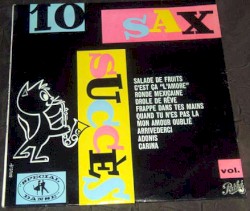 10 SAX
SUCCÈS
SALADE DE FRUITS
C'EST ÇA "L'AMORE"
RONDE MEXICAINE
DROLE DE RÊVE
FRAPPE DANS TES MAINS
QUAND TU N'ES PAS LA
MON AMOUR OUBLIÉ
ARRIVEDERCI
ADONIS
CARINA
SPECIAL
DANSE
vol.
Pathé